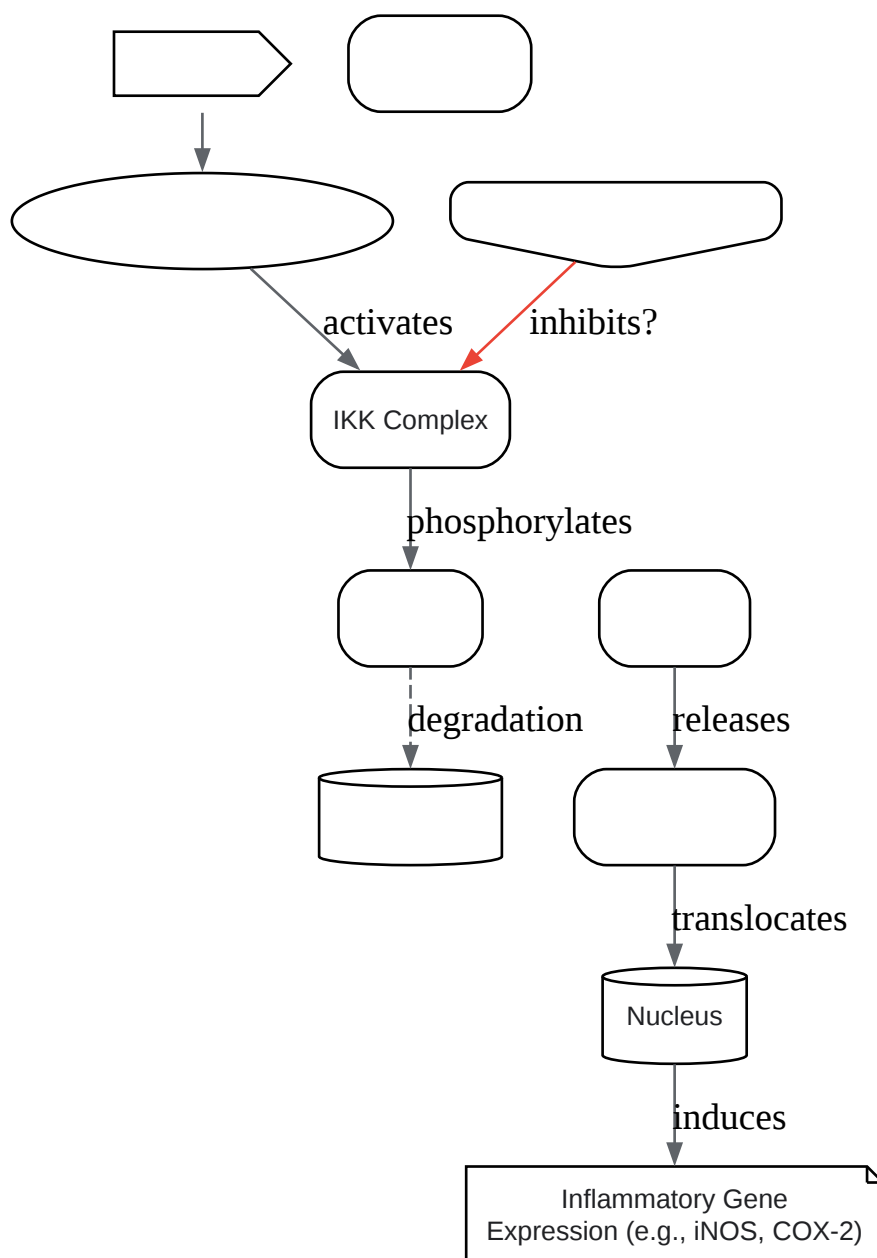 activates
inhibits?
IKK Complex
phosphorylates
degradation
releases
translocates
Nucleus
induces
Inflammatory Gene
Expression (e.g., iNOS, COX-2)